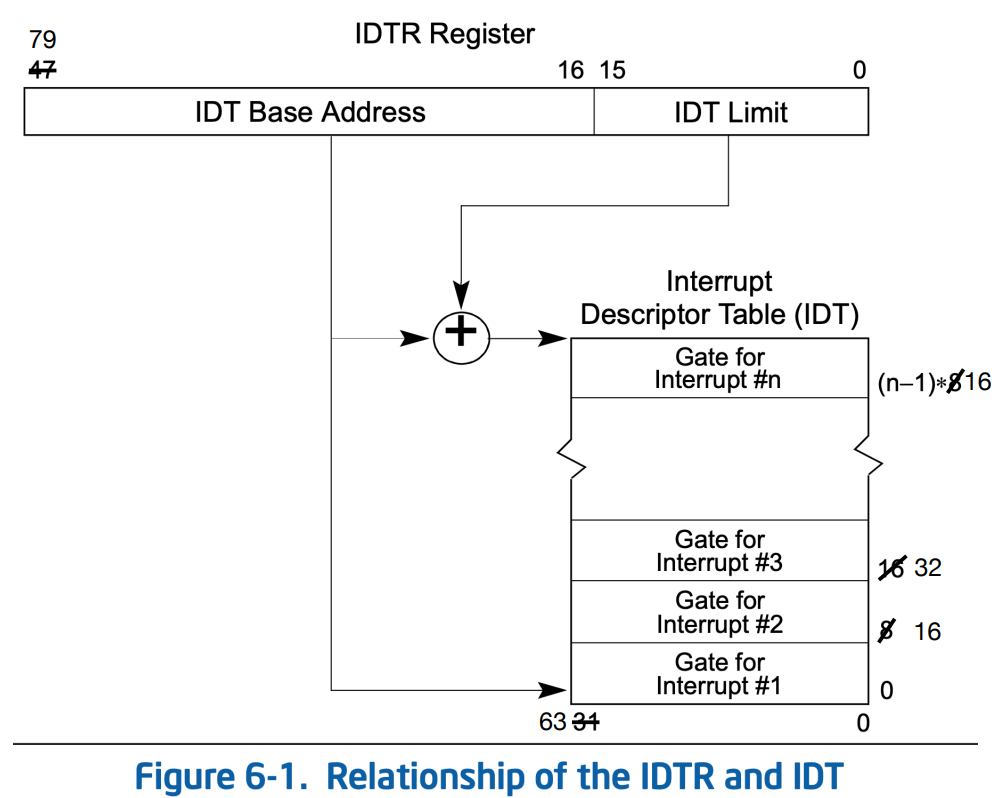 IDTR Register
79
47 16 15 0
IDT Base Address IDT Limit
+
Interrupt
Descriptor Table (IDT)
Gate for
Interrupt #n
(n–1)*8 16
Gate for
Interrupt #3
16 32
Gate for
Interrupt #2
8 16
Gate for
Interrupt #1
0
63 31 0
Figure 6-1. Relationship of the IDTR and IDT